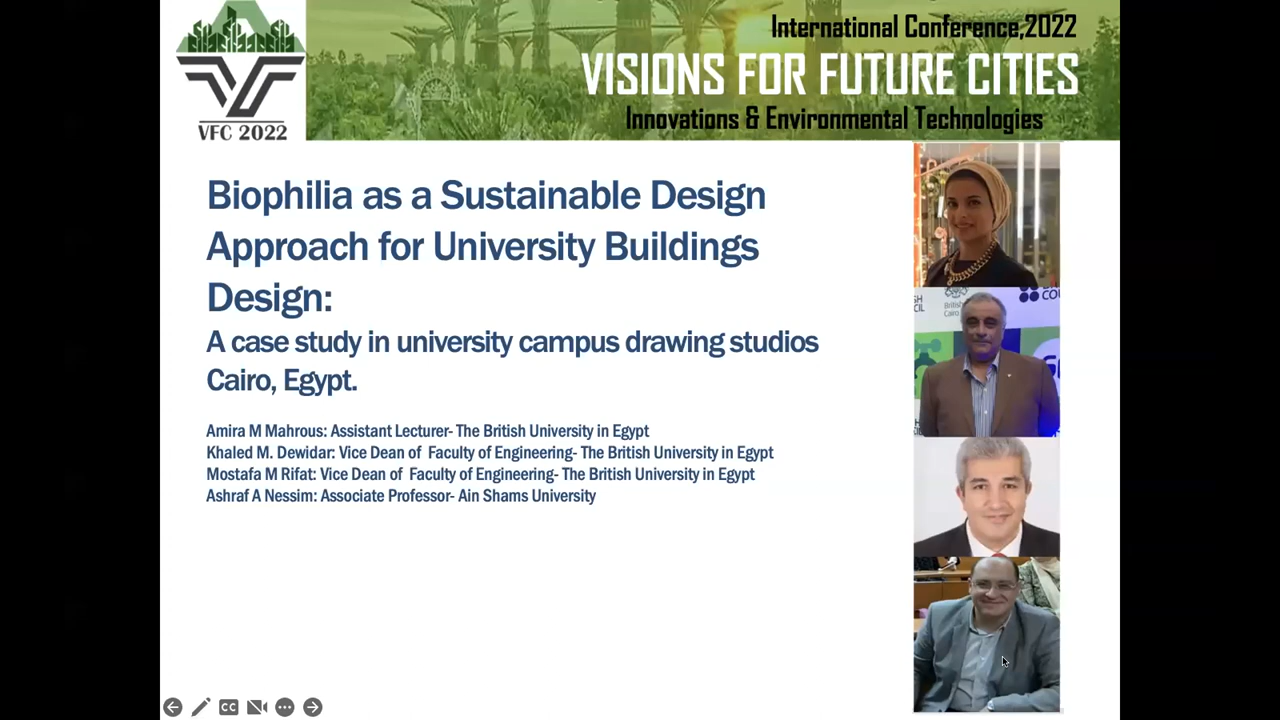 International Conference,2022
VISIONS FOR FUTURE CITIES
Innovations & Environmental Technologies
VFC 2022
Biophilia as a Sustainable Design
Approach for University Buildings
Design:
A case study in university campus drawing studios
Cairo, Egypt.
Amira M Mahrous: Assistant Lecturer- The British University in Egypt
Khaled M. Dewidar: Vice Dean of Faculty of Engineering- The British University in Egypt
Mostafa M Rifat: Vice Dean of Faculty of Engineering- The British University in Egypt
Ashraf A Nessim: Associate Professor- Ain Shams University
British
Cairo
CC